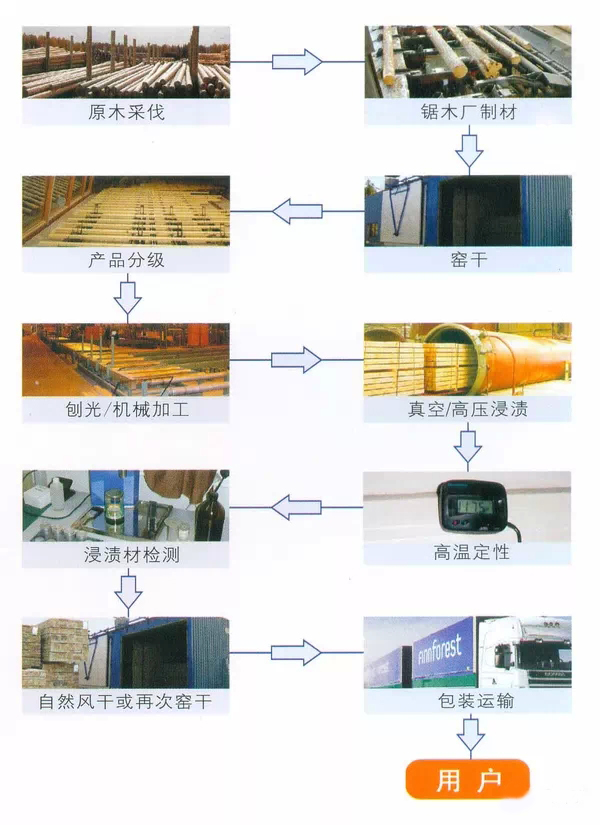 原木采伐
锯木厂制材
窑干
产品分级
刨光/机械加工
真空/高压浸渍
高温定性
175
浸渍材检测
自然风干或再次窑干
Finnforest
包装运输
用户